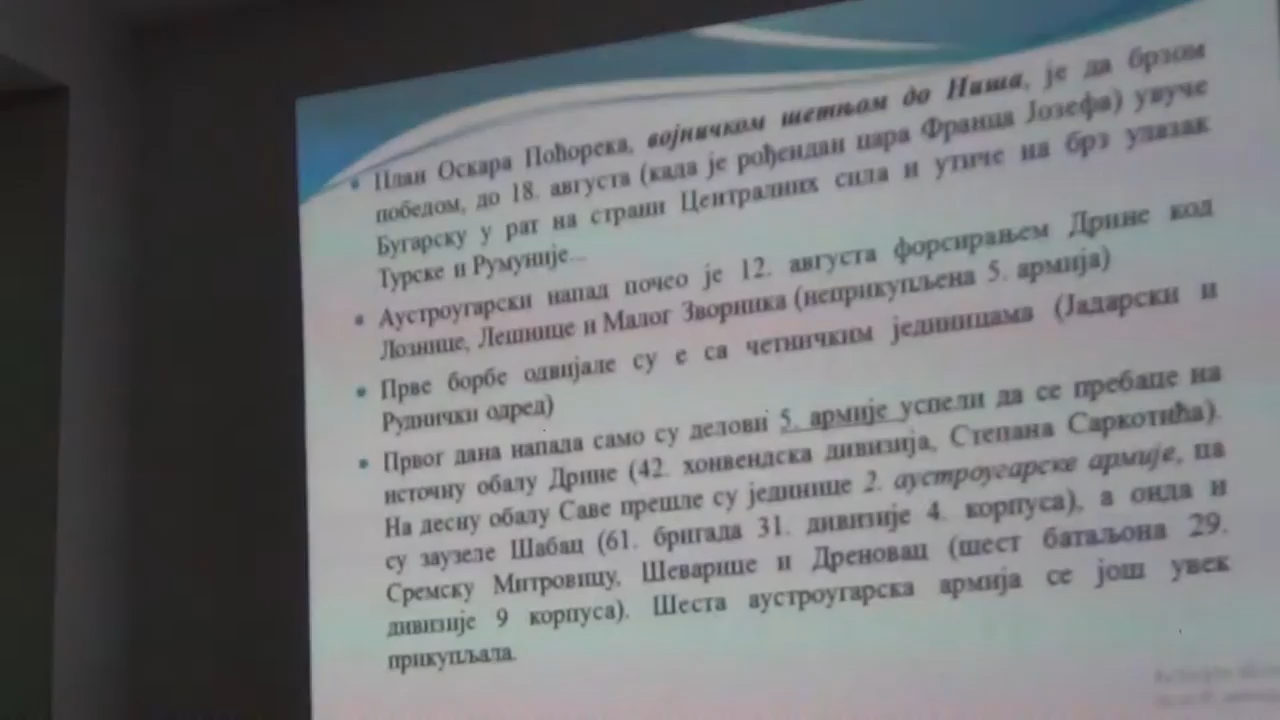 План Оскара Поћорека, војничком шетњом до Ниша, је да брзом
победом, до 18. августа (када је рођендан цара Франца Јозефа) увуче
Бугарску у рат на страни Централних сила и утиче на брз улазак
Турске и Румуније...
Аустроугарски напад почео је 12. августа форсирањем Дрине код
Лознице, Лешнице и Малог Зворника (неприкупљена 5. армија)
Прве борбе одвијале су е са четничким јединицама (Јадарски и
Руднички одред)
Првог дана напада само су делови 5. армије успели да се пребаце на
источну обалу Дрине (42. хонвендска дивизија, Степана Саркотића).
На десну обалу Саве прешле су јединице 2. аустроугарске армије, па
су заузеле Шабац (61. бригада 31. дивизије 4. корпуса), а онда и
Сремску Митровицу, Шеварице и Дреновац (шест батаљона 29.
дивизије 9 корпуса). Шеста аустроугарска армија се још увек
прикупљала.